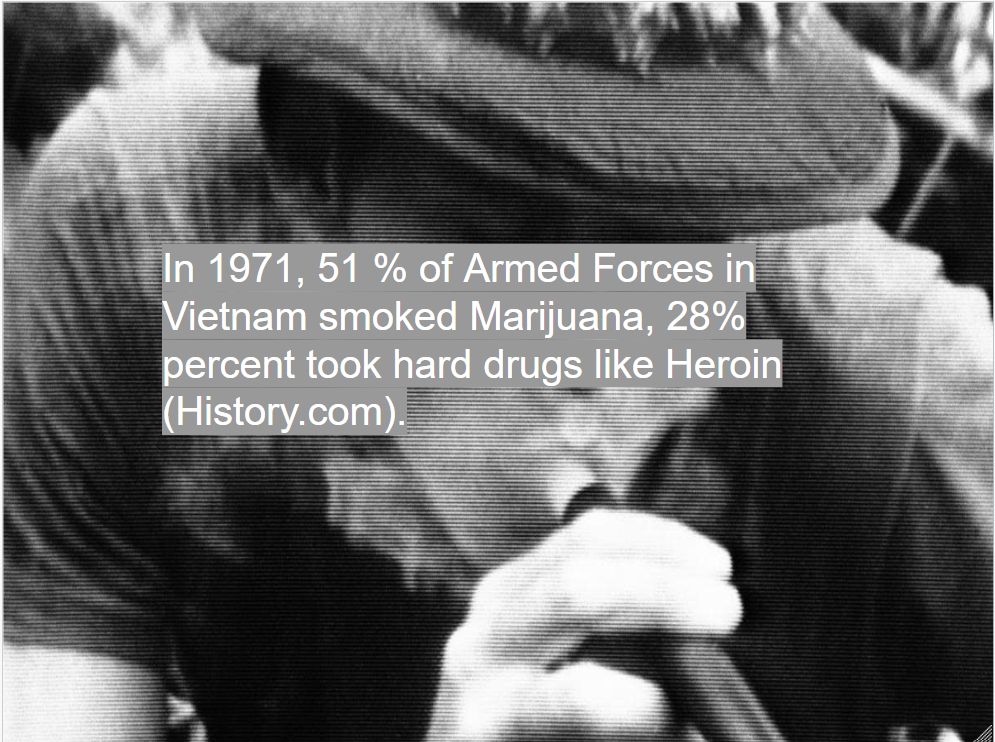 In 1971, 51 % of Armed Forces in
Vietnam smoked Marijuana, 28%
percent took hard drugs like Heroin
(History.com).